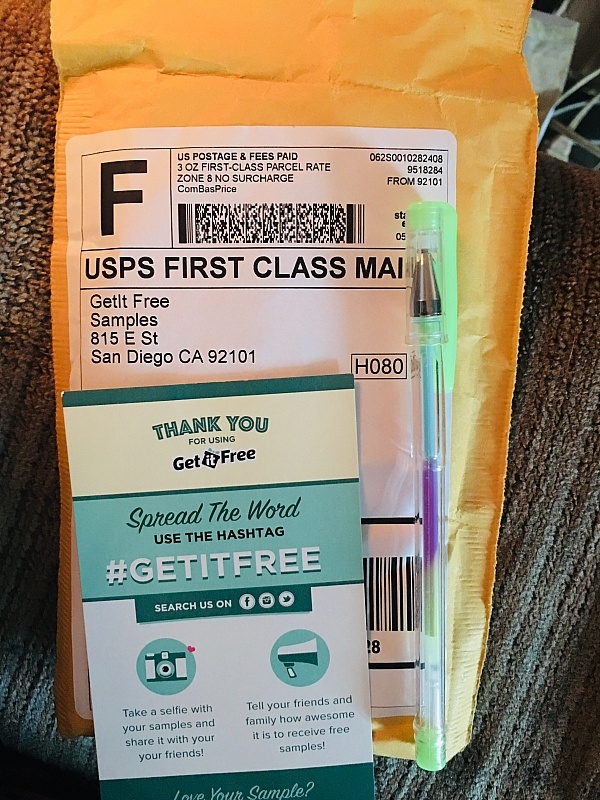 F
US POSTAGE & FEES PAID
3 OZ FIRST-CLASS PARCEL RATE
ZONE 8 NO SURCHARGE
ComBasPrice
062S0010282408
9518284
FROM 92101
USPS FIRST CLASS MAI
GetIt Free
Samples
815 E St
San Diego CA 92101
H080
THANK YOU
FOR USING
Get it Free
Spread The Word
USE THE HASHTAG
#GETITFREE
SEARCH US ON
Take a selfie with
your samples and
share it with your
your friends!
Tell your friends and
family how awesome
it is to receive free
samples!
Love Your Sample?
28